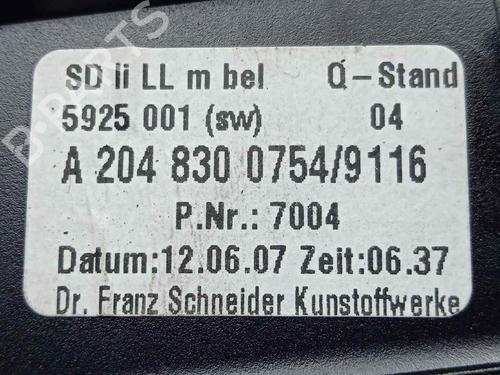 SD li LL m bel Q-Stand
5925 001 (sw) 04
A 204 830 0754/9116
P.Nr.: 7004
Datum:12.06.07 Zeit:06.37
Dr. Franz Schneider Kunstoffwerke